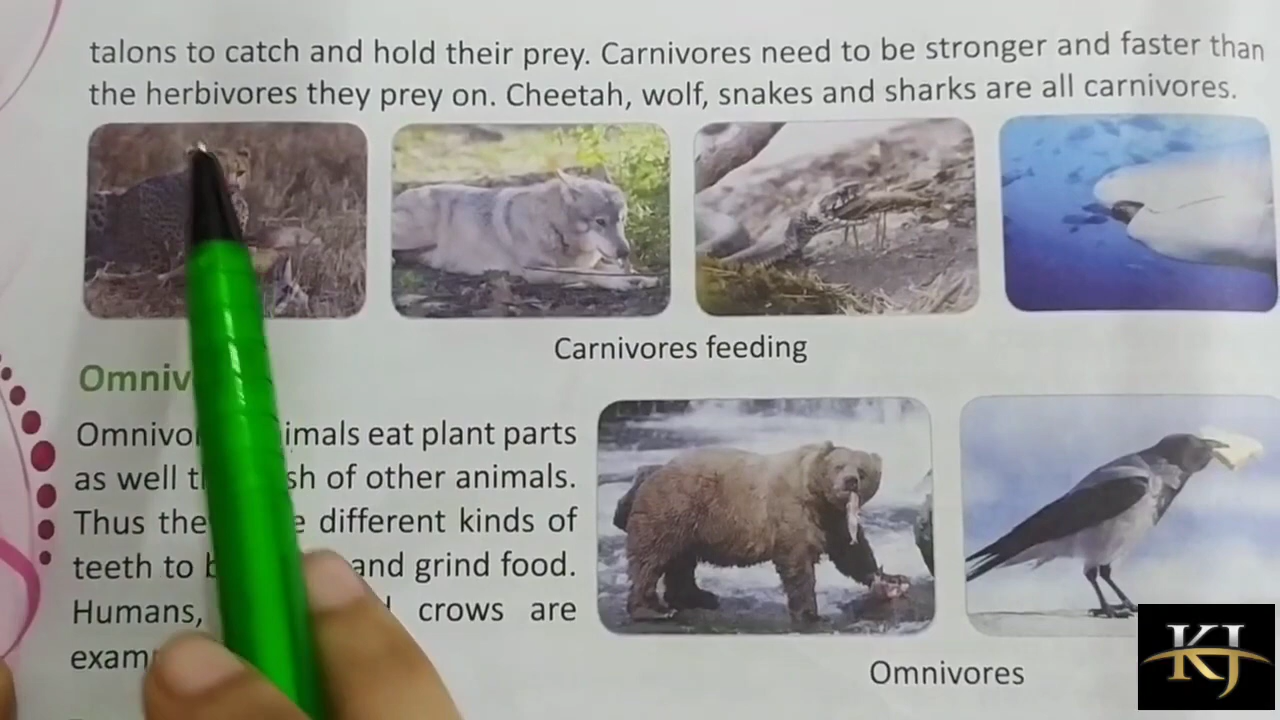 talons to catch and hold their prey. Carnivores need to be stronger and faster than
the herbivores they prey on. Cheetah, wolf, snakes and sharks are all carnivores.
Carnivores feeding
Omniv
Omnivo imals eat plant parts
as well t sh of other animals.
Thus the e different kinds of
teeth to b and grind food.
Humans, crows are
exam
Omnivores
KJ